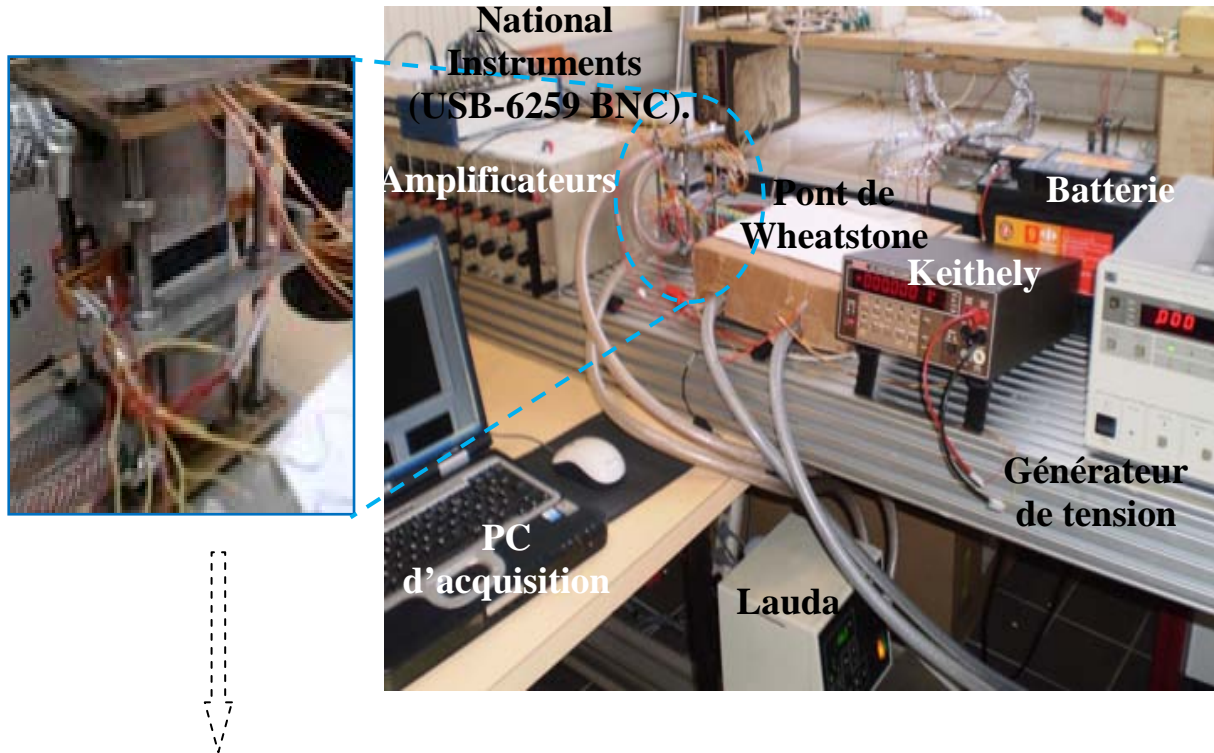 National
Instruments
(USB-6259 BNC).
Amplificateurs
Pont de
Wheatstone
Batterie
Keithely
Générateur
de tension
PC
d’acquisition
Lauda